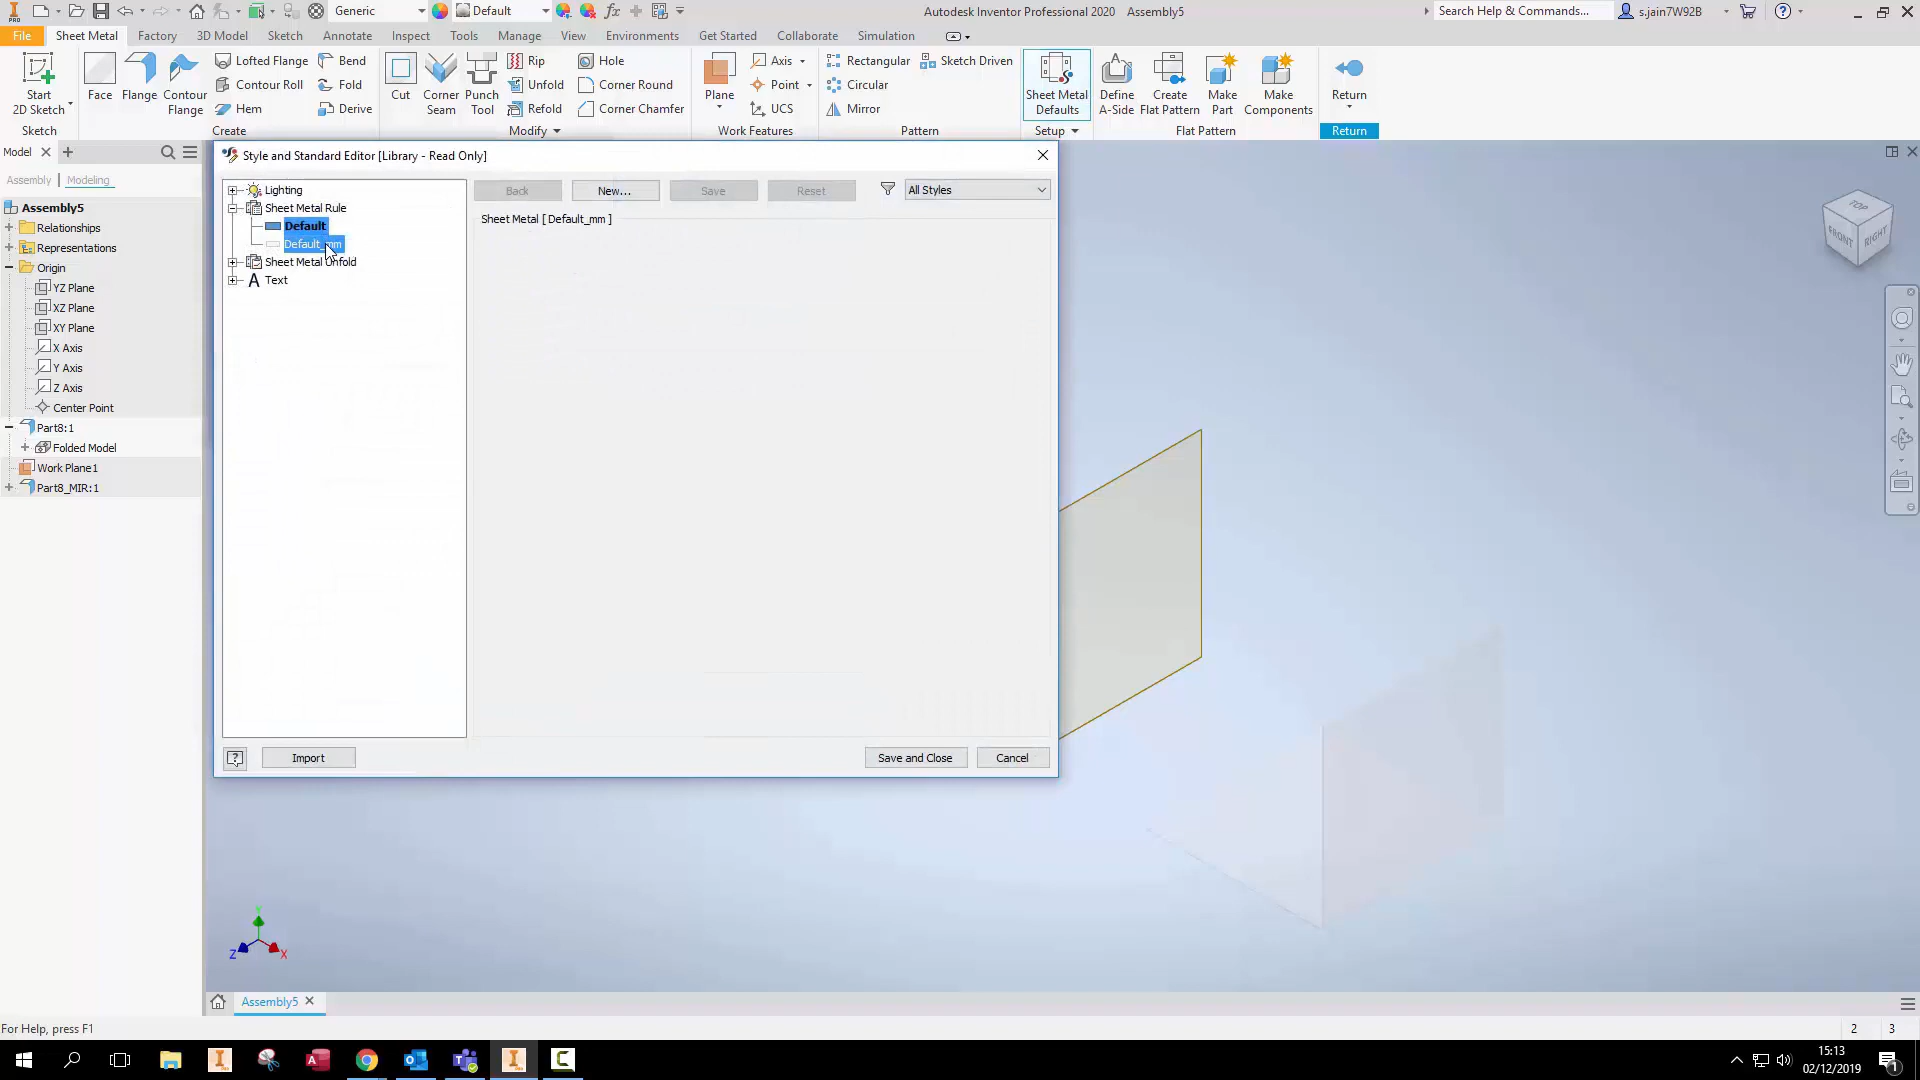 Generic
Default
Autodesk Inventor Professional 2020 Assembly5
Search Help & Commands...
s.jain7W92B
File Sheet Metal Factory 3D Model Sketch Annotate Inspect Tools Manage View Environments Get Started Collaborate Simulation
Start
2D Sketch
Face
Flange
Contour
Flange
Lofted Flange
Contour Roll
Hem
Bend
Fold
Derive
Cut
Corner
Seam
Punch
Tool
Rip
Unfold
Refold
Hole
Corner Round
Corner Chamfer
Plane
Axis
Point
UCS
Rectangular
Circular
Mirror
Sketch Driven
Sheet Metal
Defaults
Define
A-Side
Create
Flat Pattern
Make
Part
Make
Components
Return
Sketch Create Modify Work Features Pattern Setup Flat Pattern Return
Model
Assembly | Modeling
Assembly5
Relationships
Representations
Origin
YZ Plane
XZ Plane
XY Plane
X Axis
Y Axis
Z Axis
Center Point
Part8:1
Folded Model
Work Plane1
Part8_MIR:1
Style and Standard Editor [Library - Read Only]
Lighting
Sheet Metal Rule
Default
Default_mm
Sheet Metal Unfold
A Text
Back New... Save Reset All Styles
Sheet Metal [ Default_mm ]
Import
Save and Close Cancel
TOP
FRONT RIGHT
Y
Z X
Assembly5
For Help, press F1
2 3
15:13
02/12/2019
1